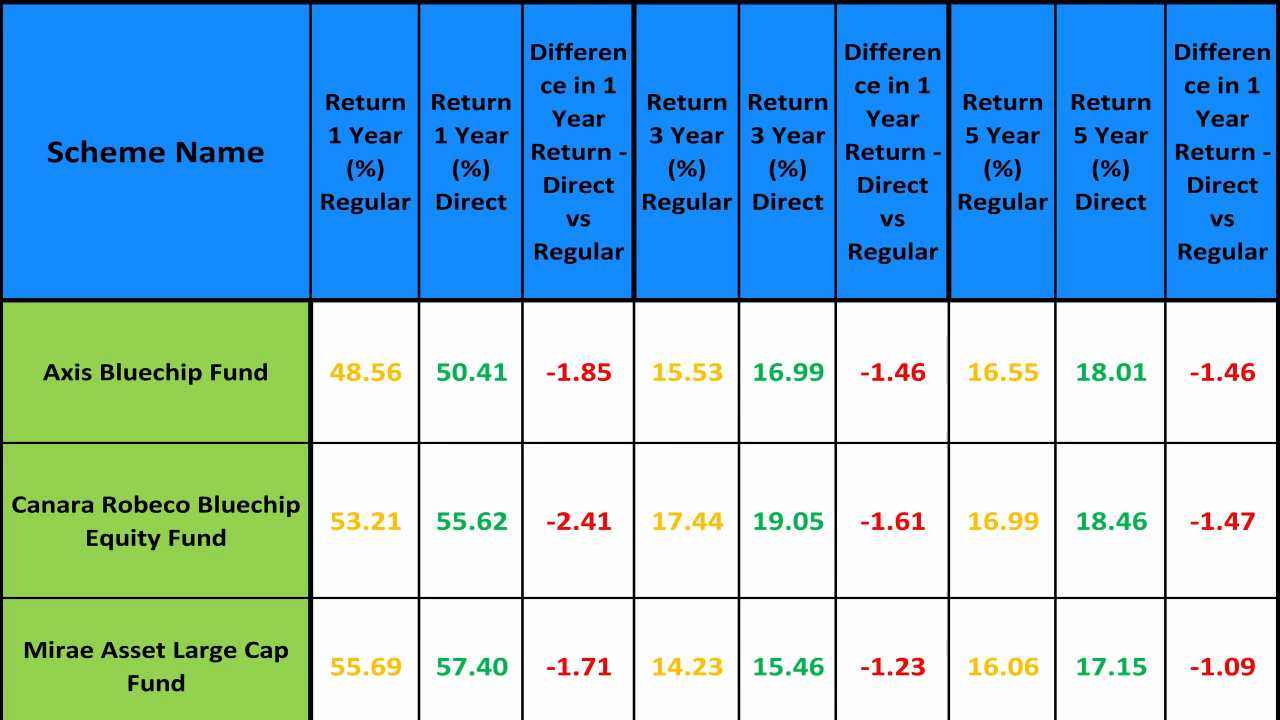 Scheme Name
Return
1 Year
(%)
Regular
Return
1 Year
(%)
Direct
Differen
ce in 1
Year
Return -
Direct
vs
Regular
Return
3 Year
(%)
Regular
Return
3 Year
(%)
Direct
Differen
ce in 1
Year
Return -
Direct
vs
Regular
Return
5 Year
(%)
Regular
Return
5 Year
(%)
Direct
Differen
ce in 1
Year
Return -
Direct
vs
Regular
Axis Bluechip Fund
48.56
50.41
-1.85
15.53
16.99
-1.46
16.55
18.01
-1.46
Canara Robeco Bluechip
Equity Fund
53.21
55.62
-2.41
17.44
19.05
-1.61
16.99
18.46
-1.47
Mirae Asset Large Cap
Fund
55.69
57.40
-1.71
14.23
15.46
-1.23
16.06
17.15
-1.09